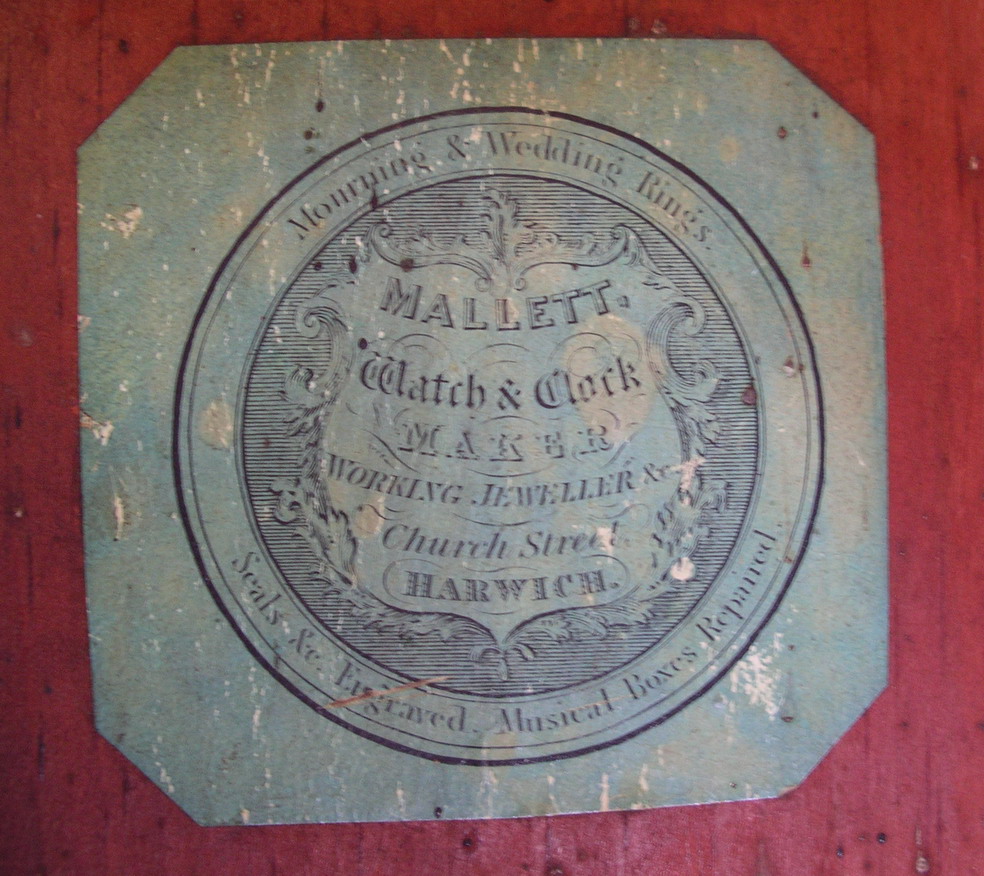 Mourning & Wedding Rings.
MALLETT,
Watch & Clock
MAKER
WORKING JEWELLER &c
Church Street,
HARWICH.
Seals &c. Engraved, Musical Boxes Repaired.